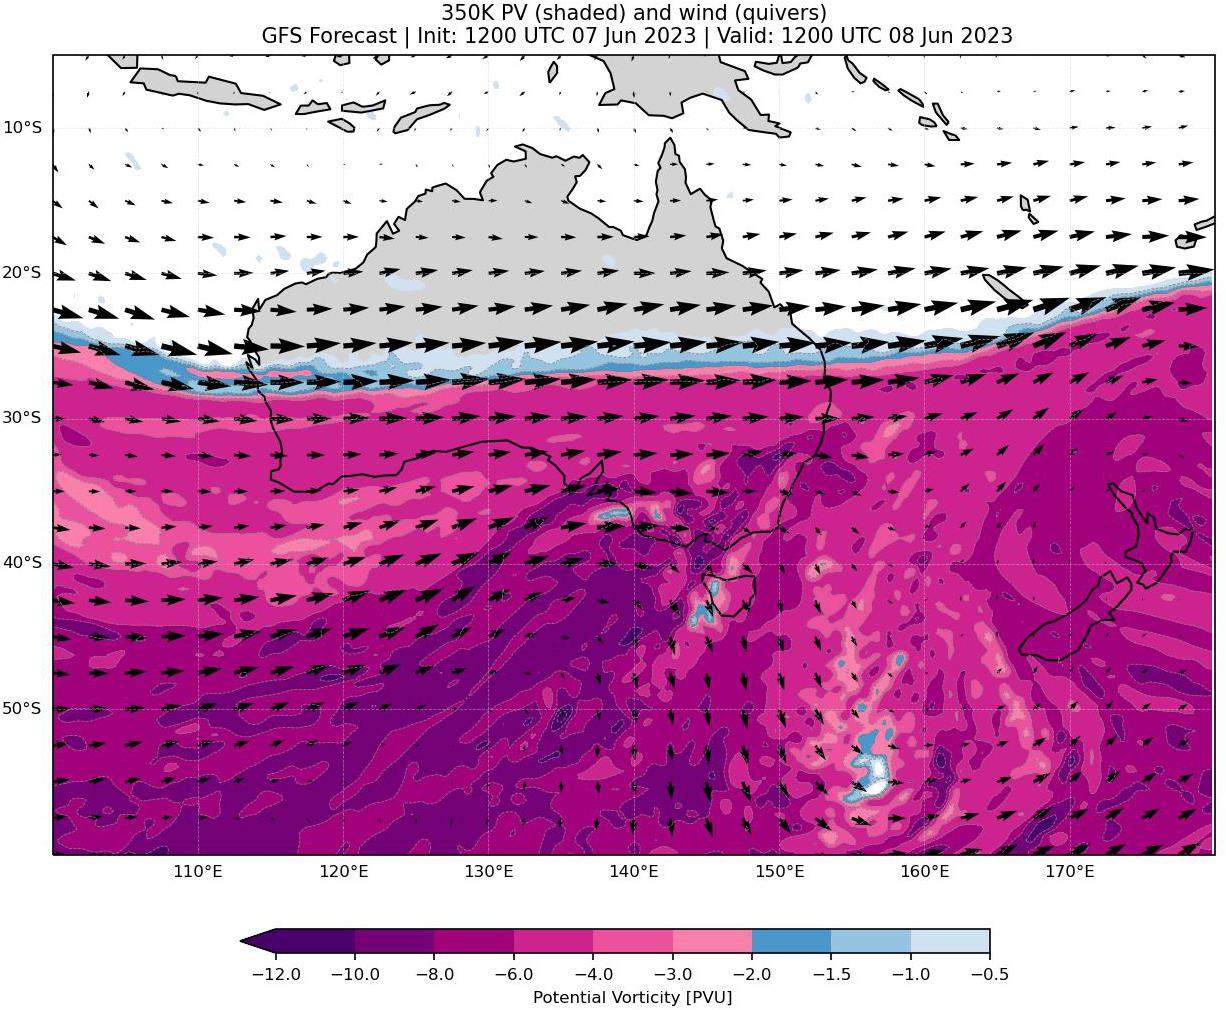 350K PV (shaded) and wind (quivers)
GFS Forecast | Init: 1200 UTC 07 Jun 2023 | Valid: 1200 UTC 08 Jun 2023
10°S
20°S
30°S
40°S
50°S
110°E 120°E 130°E 140°E 150°E 160°E 170°E
−12.0 −10.0 −8.0 −6.0 −4.0 −3.0 −2.0 −1.5 −1.0 −0.5
Potential Vorticity [PVU]